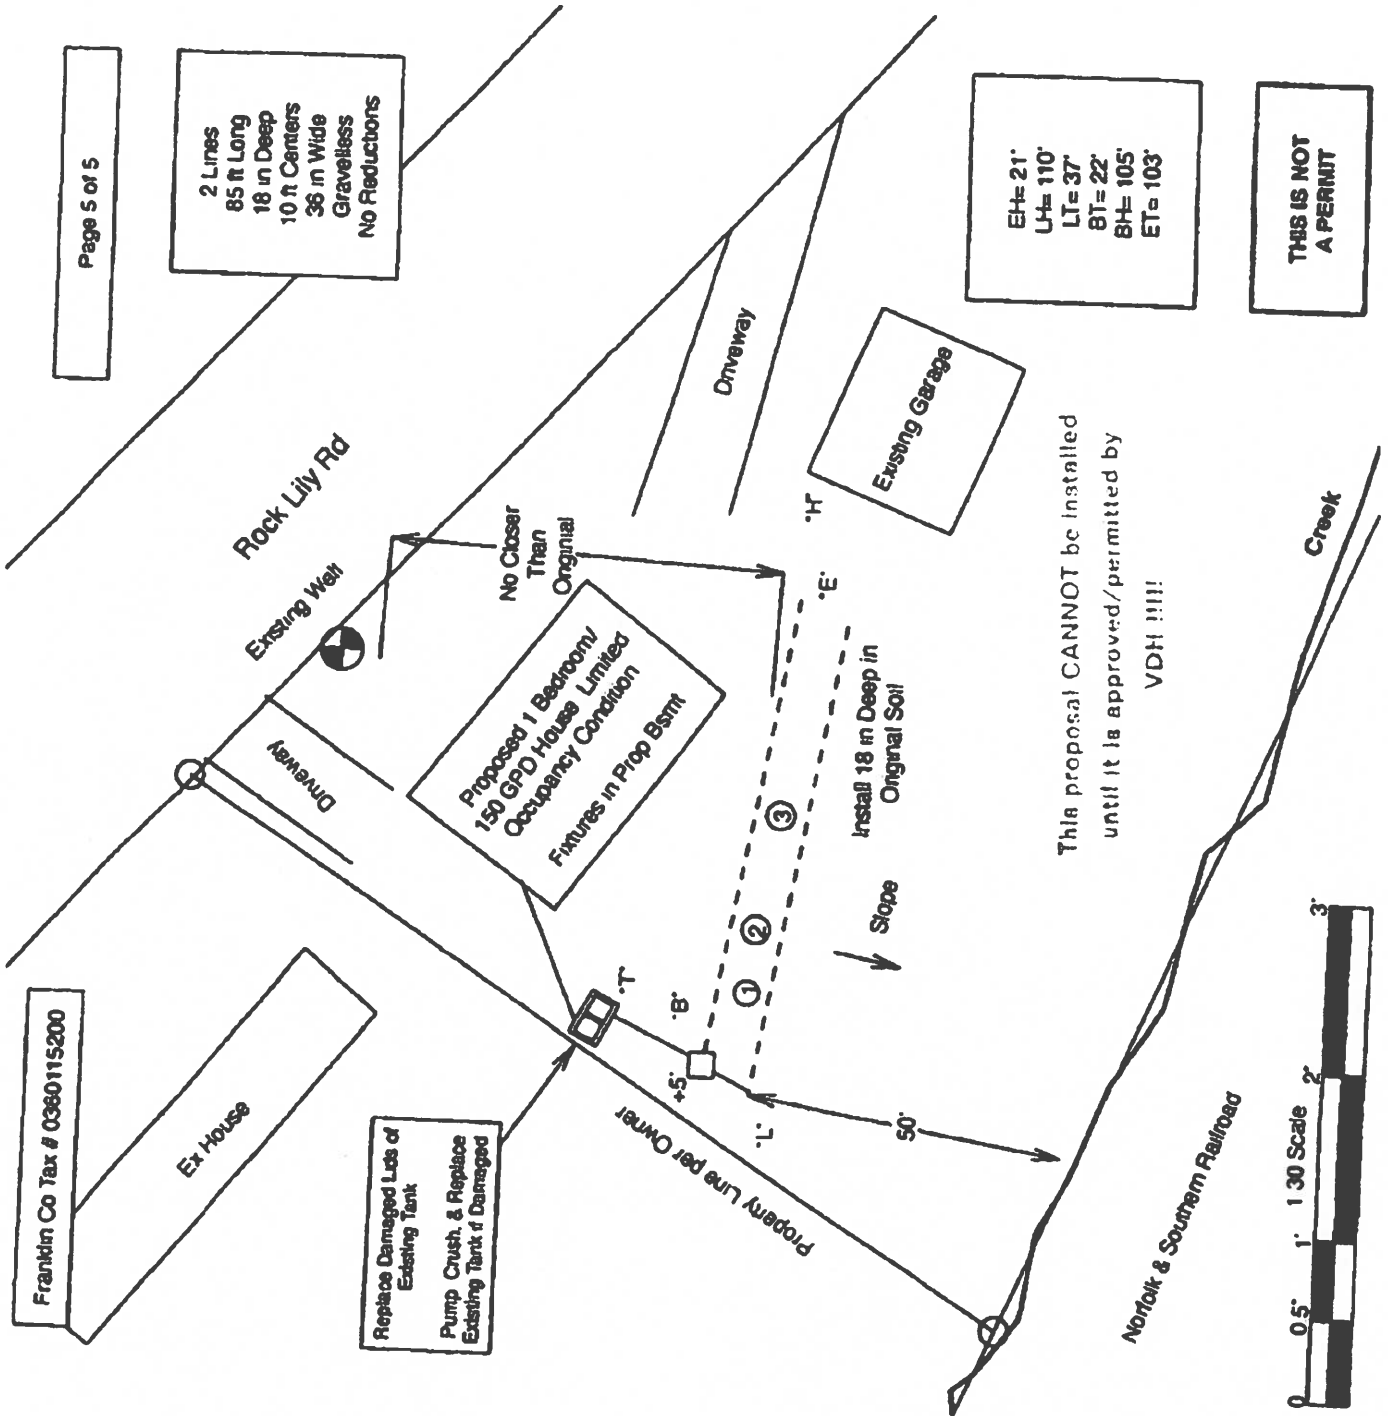 Franklin Co Tax # 0360115200
Page 5 of 5
2 Lines
85 ft Long
18 in Deep
10 ft Centers
36 in Wide
Gravelless
No Reductions
Ex House
Rock Lily Rd
Existing Well
Driveway
Replace Damaged Lids of
Existing Tank
Pump, Crush, & Replace
Existing Tank if Damaged
Proposed 1 Bedroom/
150 GPD House Limited
Occupancy Condition
Fixtures in Prop Bsmt
No Closer
Than
Onginial
Driveway
"T"
"B"
+5'
Property Line per Owner
1
2
3
"E"
"H"
"L"
Existing Garage
Install 18 in Deep in
Original Soil
Slope
50'
EH= 21'
LH= 110'
LT= 37'
BT= 22'
BH= 105'
ET= 103'
This proposal CANNOT be installed
until it is approved/permitted by
VDH !!!!!
THIS IS NOT
A PERMIT
Creek
Norfolk & Southern Railroad
1 30 Scale
0 0.5" 1" 2" 3"